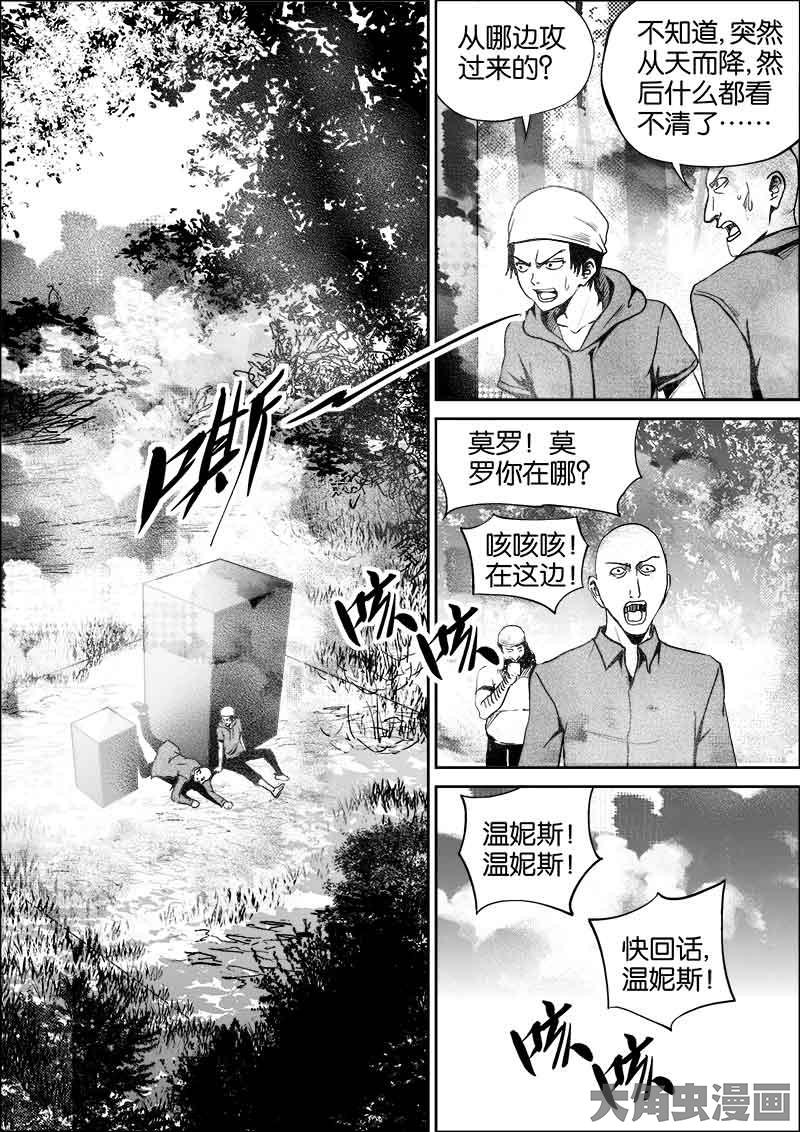 从哪边攻
过来的?
不知道,突然
从天而降,然
后什么都看
不清了……
嘶
莫罗!莫
罗你在哪?
咳咳咳!
在这边!
咳
咳
温妮斯!
温妮斯!
快回话,
温妮斯!
咳
咳
大角虫漫画